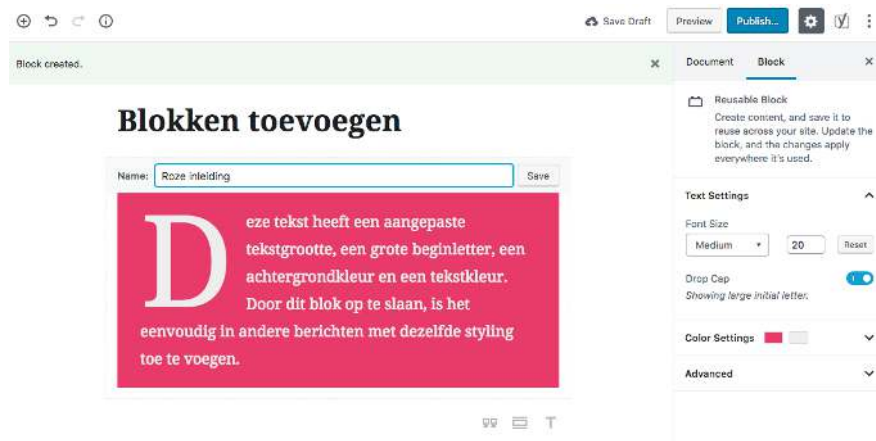 Save Draft
Preview
Publish...
Block created.
Document
Block
Reusable Block
Create content, and save it to
reuse across your site. Update the
block, and the changes apply
everywhere it's used.
Blokken toevoegen
Name:
Roze inleiding
Save
Deze tekst heeft een aangepaste
tekstgrootte, een grote beginletter, een
achtergrondkleur en een tekstkleur.
Door dit blok op te slaan, is het
eenvoudig in andere berichten met dezelfde styling
toe te voegen.
Text Settings
Font Size
Medium
20
Reset
Drop Cap
Showing large initial letter.
Color Settings
Advanced